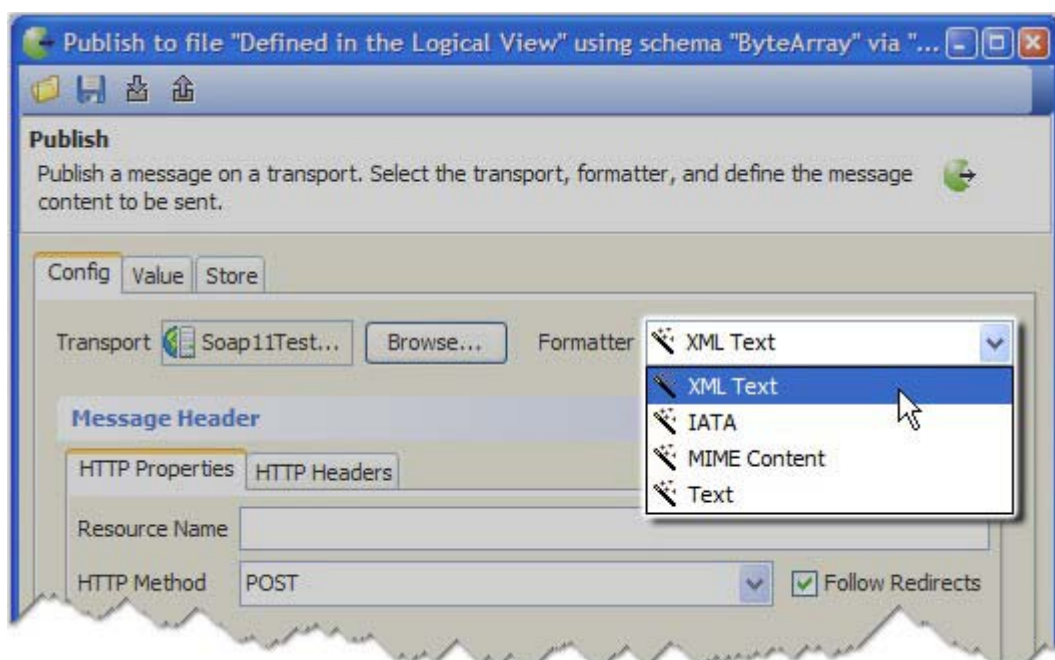 Publish to file "Defined in the Logical View" using schema "ByteArray" via "...
Publish
Publish a message on a transport. Select the transport, formatter, and define the message
content to be sent.
Config Value Store
Transport Soap11Test... Browse... Formatter XML Text
XML Text
IATA
MIME Content
Text
Message Header
HTTP Properties HTTP Headers
Resource Name
HTTP Method POST Follow Redirects